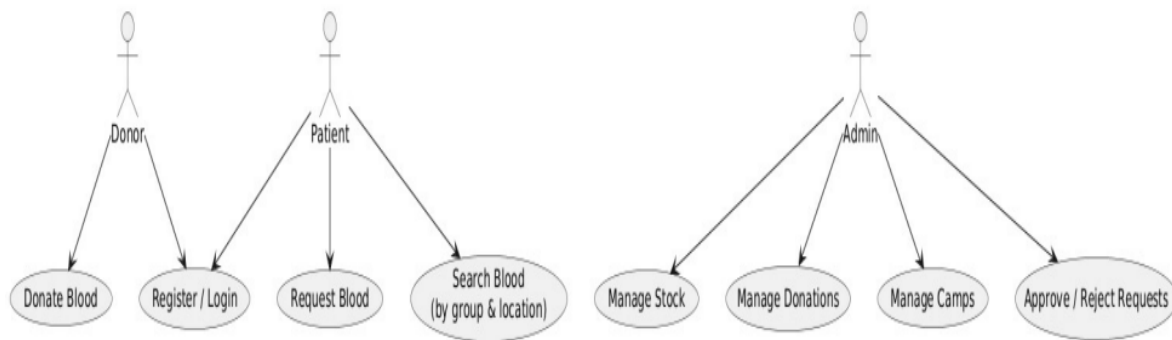 Donor
Patient
Admin
Donate Blood
Register / Login
Request Blood
Search Blood
(by group & location)
Manage Stock
Manage Donations
Manage Camps
Approve / Reject Requests